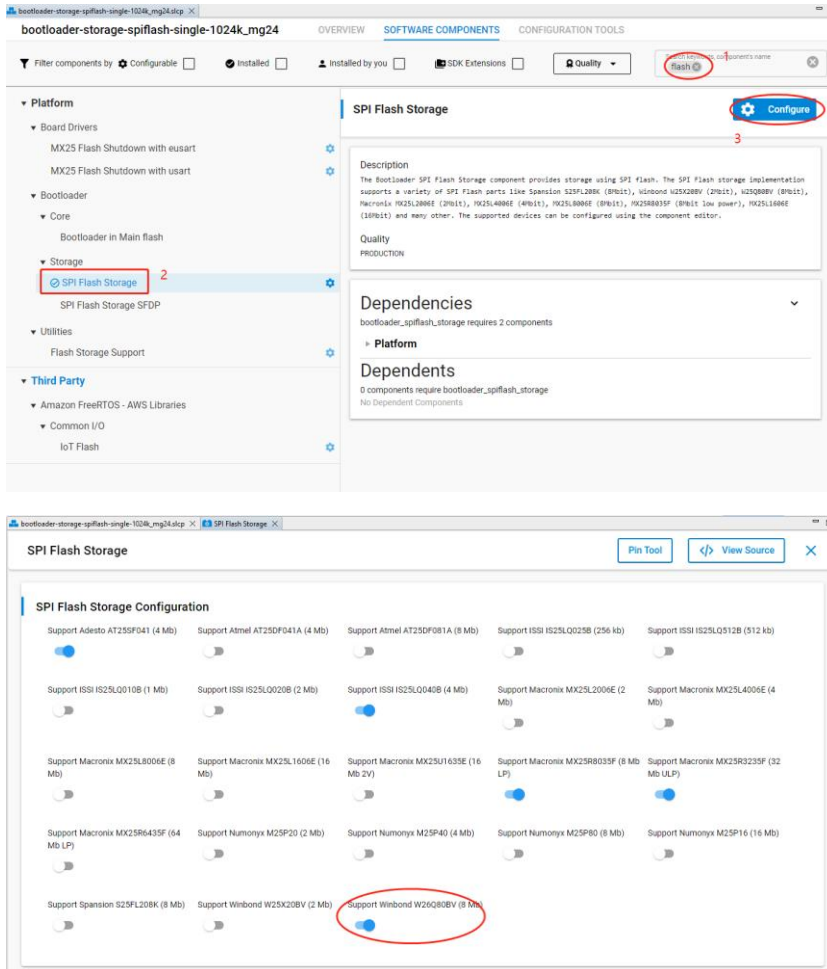 bootloader-storage-spiflash-single-1024k_mg24.slcp
bootloader-storage-spiflash-single-1024k_mg24
OVERVIEW SOFTWARE COMPONENTS CONFIGURATION TOOLS
Filter components by Configurable Installed Installed by you SDK Extensions Quality
Search keywords, component's name
1
flash
Platform
Board Drivers
MX25 Flash Shutdown with eusart
MX25 Flash Shutdown with usart
Bootloader
Core
Bootloader in Main flash
Storage
SPI Flash Storage
2
SPI Flash Storage SFDP
Utilities
Flash Storage Support
Third Party
Amazon FreeRTOS - AWS Libraries
Common I/O
IoT Flash
SPI Flash Storage
Configure
3
Description
The Bootloader SPI Flash Storage component provides storage using SPI flash. The SPI Flash storage implementation
supports a variety of SPI Flash parts like Spansion S25FL208K (8Mbit), Winbond W25X20BV (2Mbit), W25Q80BV (8Mbit),
Macronix MX25L2006E (2Mbit), MX25L4006E (4Mbit), MX25L8006E (8Mbit), MX25R8035F (8Mbit low power), MX25L1606E
(16Mbit) and many other. The supported devices can be configured using the component editor.
Quality
PRODUCTION
Dependencies
bootloader_spiflash_storage requires 2 components
Platform
Dependents
0 components require bootloader_spiflash_storage
No Dependent Components
bootloader-storage-spiflash-single-1024k_mg24.slcp SPI Flash Storage
SPI Flash Storage
Pin Tool </> View Source
SPI Flash Storage Configuration
Support Adesto AT25SF041 (4 Mb) Support Atmel AT25DF041A (4 Mb) Support Atmel AT25DF081A (8 Mb) Support ISSI IS25LQ025B (256 kb) Support ISSI IS25LQ512B (512 kb)
Support ISSI IS25LQ010B (1 Mb) Support ISSI IS25LQ020B (2 Mb) Support ISSI IS25LQ040B (4 Mb) Support Macronix MX25L2006E (2 Support Macronix MX25L4006E (4
Mb) Mb)
Support Macronix MX25L8006E (8 Support Macronix MX25L1606E (16 Support Macronix MX25U1635E (16 Support Macronix MX25R8035F (8 Mb Support Macronix MX25R3235F (32
Mb) Mb) Mb 2V) LP) Mb ULP)
Support Macronix MX25R6435F (64 Support Numonyx M25P20 (2 Mb) Support Numonyx M25P40 (4 Mb) Support Numonyx M25P80 (8 Mb) Support Numonyx M25P16 (16 Mb)
Mb LP)
Support Spansion S25FL208K (8 Mb) Support Winbond W25X20BV (2 Mb) Support Winbond W26Q80BV (8 Mb)